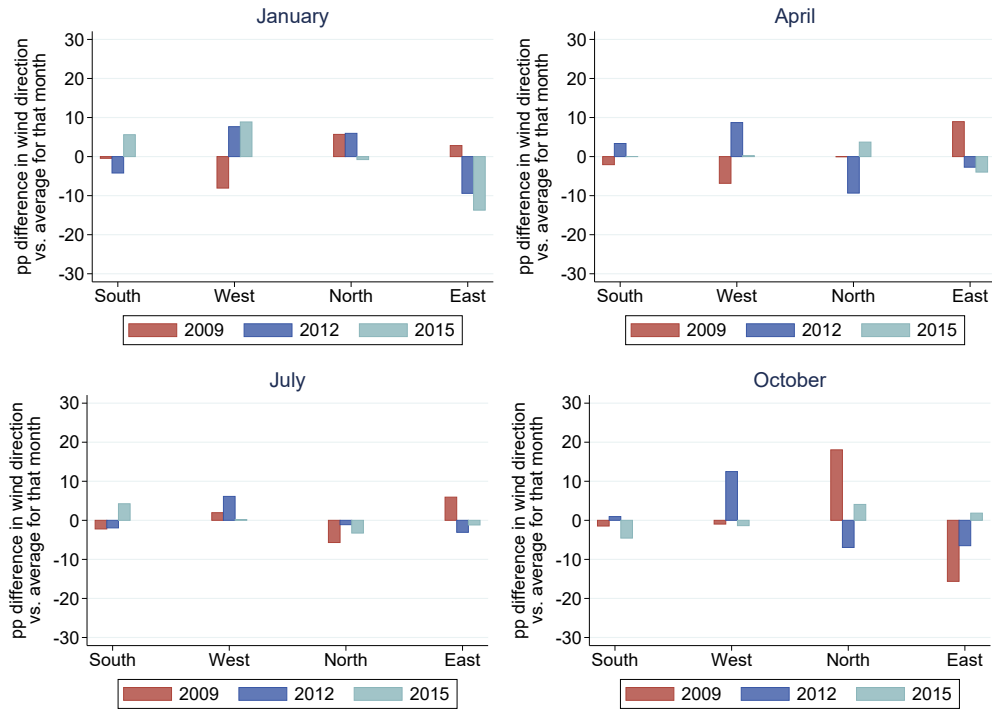 January
pp difference in wind direction
vs. average for that month
30
20
10
0
-10
-20
-30
South West North East
2009 2012 2015
April
pp difference in wind direction
vs. average for that month
30
20
10
0
-10
-20
-30
South West North East
2009 2012 2015
July
pp difference in wind direction
vs. average for that month
30
20
10
0
-10
-20
-30
South West North East
2009 2012 2015
October
pp difference in wind direction
vs. average for that month
30
20
10
0
-10
-20
-30
South West North East
2009 2012 2015